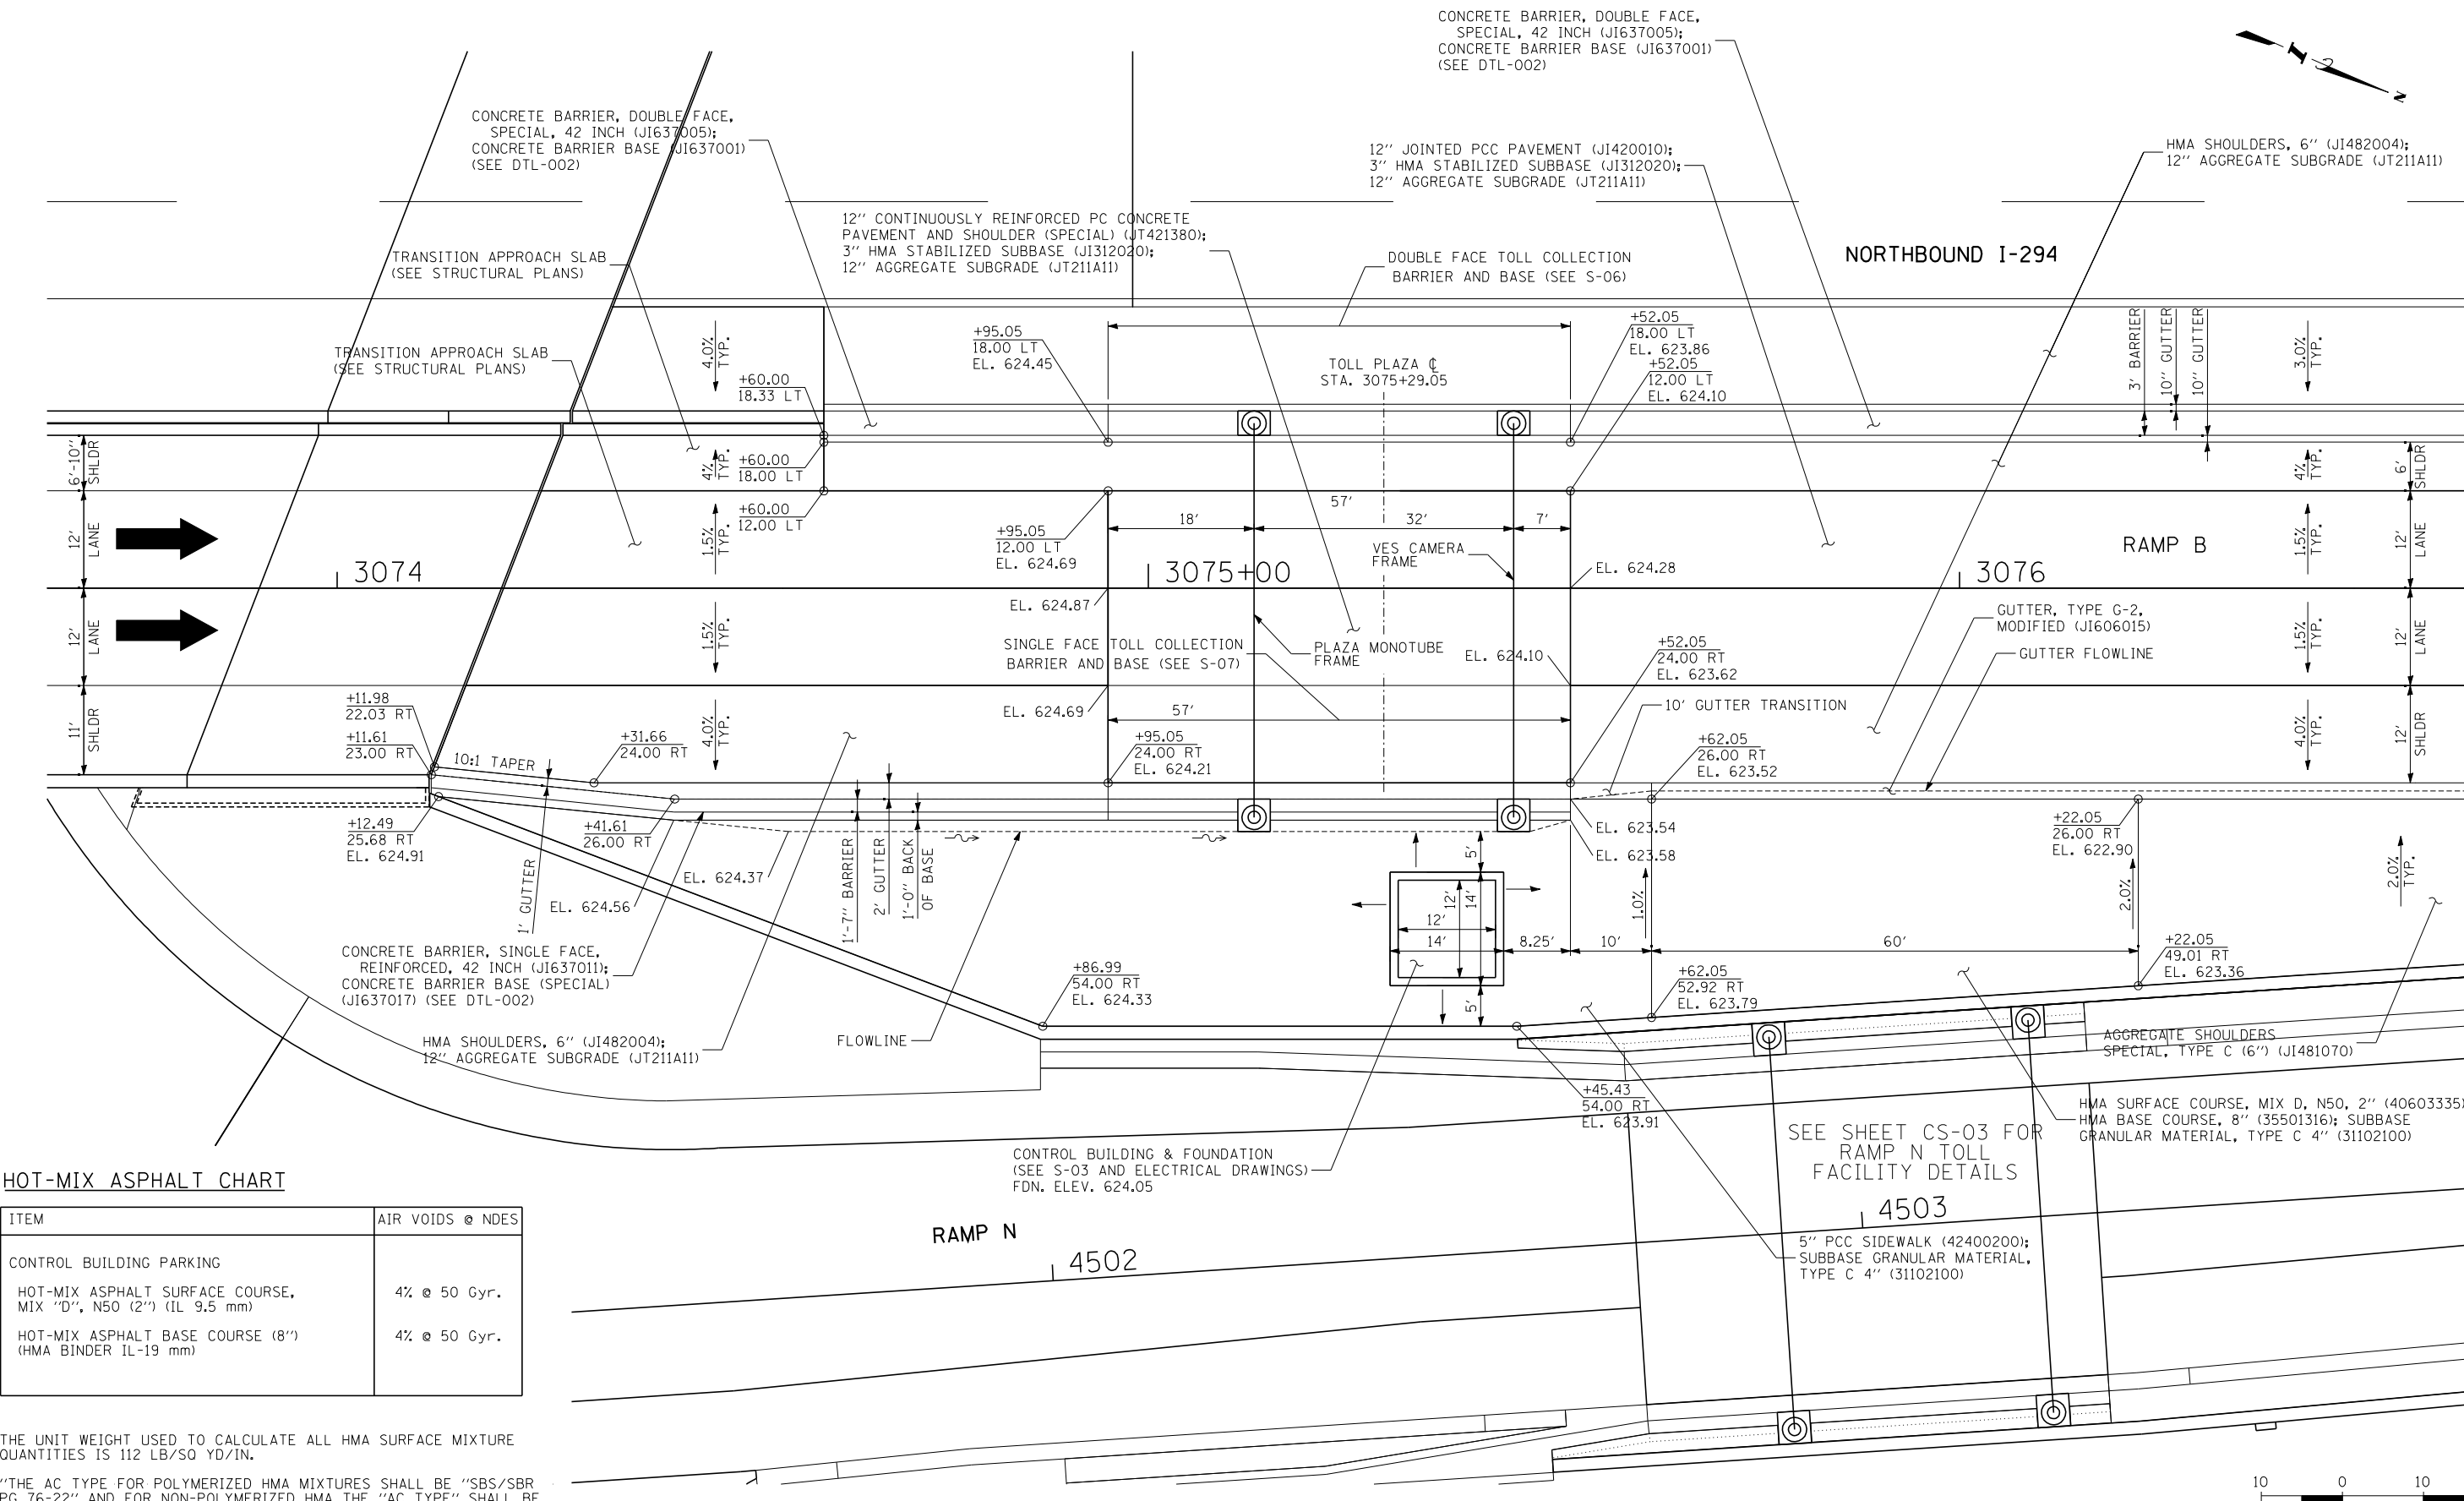 CONCRETE BARRIER, DOUBLE FACE,
SPECIAL, 42 INCH (JI637005);
CONCRETE BARRIER BASE (JI637001)
(SEE DTL-002)
N
CONCRETE BARRIER, DOUBLE FACE,
SPECIAL, 42 INCH (JI637005);
CONCRETE BARRIER BASE (JI637001)
(SEE DTL-002)
12" JOINTED PCC PAVEMENT (JI420010);
3" HMA STABILIZED SUBBASE (JI312020);
12" AGGREGATE SUBGRADE (JT211A11)
HMA SHOULDERS, 6" (JI482004);
12" AGGREGATE SUBGRADE (JT211A11)
12" CONTINUOUSLY REINFORCED PC CONCRETE
PAVEMENT AND SHOULDER (SPECIAL) (JT421380);
3" HMA STABILIZED SUBBASE (JI312020);
12" AGGREGATE SUBGRADE (JT211A11)
TRANSITION APPROACH SLAB
(SEE STRUCTURAL PLANS)
DOUBLE FACE TOLL COLLECTION
BARRIER AND BASE (SEE S-06)
NORTHBOUND I-294
TRANSITION APPROACH SLAB
(SEE STRUCTURAL PLANS)
4.0%
TYP.
+60.00
18.33 LT
+95.05
18.00 LT
EL. 624.45
TOLL PLAZA ℄
STA. 3075+29.05
+52.05
18.00 LT
EL. 623.86
+52.05
12.00 LT
EL. 624.10
3' BARRIER
10" GUTTER
10" GUTTER
3.0%
TYP.
6'-10"
SHLDR
4%
TYP.
+60.00
18.00 LT
+60.00
12.00 LT
4%
TYP.
6'
SHLDR
12'
LANE
1.5%
TYP.
+95.05
12.00 LT
EL. 624.69
18'
57'
32'
7'
VES CAMERA
FRAME
EL. 624.28
RAMP B
1.5%
TYP.
12'
LANE
3074
3075+00
3076
12'
LANE
1.5%
TYP.
EL. 624.87
SINGLE FACE TOLL COLLECTION
BARRIER AND BASE (SEE S-07)
PLAZA MONOTUBE
FRAME
EL. 624.10
+52.05
24.00 RT
EL. 623.62
GUTTER, TYPE G-2,
MODIFIED (JI606015)
GUTTER FLOWLINE
1.5%
TYP.
12'
LANE
11'
SHLDR
+11.98
22.03 RT
+11.61
23.00 RT
10:1 TAPER
+31.66
24.00 RT
4.0%
TYP.
EL. 624.69
57'
+95.05
24.00 RT
EL. 624.21
10' GUTTER TRANSITION
+62.05
26.00 RT
EL. 623.52
4.0%
TYP.
12'
SHLDR
+12.49
25.68 RT
EL. 624.91
+41.61
26.00 RT
EL. 624.37
EL. 624.56
1' GUTTER
1'-7" BARRIER
2' GUTTER
1'-0" BACK
OF BASE
5'
EL. 623.54
EL. 623.58
+22.05
26.00 RT
EL. 622.90
2.0%
TYP.
12'
14'
12'
14'
8.25'
10'
60'
1.0%
2.0%
CONCRETE BARRIER, SINGLE FACE,
REINFORCED, 42 INCH (JI637011);
CONCRETE BARRIER BASE (SPECIAL)
(JI637017) (SEE DTL-002)
+86.99
54.00 RT
EL. 624.33
5'
+62.05
52.92 RT
EL. 623.79
+22.05
49.01 RT
EL. 623.36
HMA SHOULDERS, 6" (JI482004);
12" AGGREGATE SUBGRADE (JT211A11)
FLOWLINE
AGGREGATE SHOULDERS
SPECIAL, TYPE C (6") (JI481070)
+45.43
54.00 RT
EL. 623.91
HMA SURFACE COURSE, MIX D, N50, 2" (40603335)
HMA BASE COURSE, 8" (35501316); SUBBASE
GRANULAR MATERIAL, TYPE C 4" (31102100)
CONTROL BUILDING & FOUNDATION
(SEE S-03 AND ELECTRICAL DRAWINGS)
FDN. ELEV. 624.05
SEE SHEET CS-03 FOR
RAMP N TOLL
FACILITY DETAILS
RAMP N
4502
4503
5" PCC SIDEWALK (42400200);
SUBBASE GRANULAR MATERIAL,
TYPE C 4" (31102100)
HOT-MIX ASPHALT CHART
ITEM
AIR VOIDS @ NDES
CONTROL BUILDING PARKING
HOT-MIX ASPHALT SURFACE COURSE,
MIX "D", N50 (2") (IL 9.5 mm)
4% @ 50 Gyr.
HOT-MIX ASPHALT BASE COURSE (8")
(HMA BINDER IL-19 mm)
4% @ 50 Gyr.
THE UNIT WEIGHT USED TO CALCULATE ALL HMA SURFACE MIXTURE
QUANTITIES IS 112 LB/SQ YD/IN.
"THE AC TYPE FOR POLYMERIZED HMA MIXTURES SHALL BE "SBS/SBR
PG 76-22" AND FOR NON-POLYMERIZED HMA THE "AC TYPE" SHALL BE
10 0 10